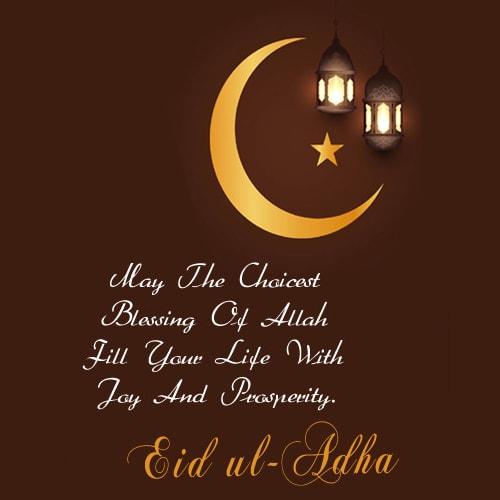 May The Choicest
Blessing Of Allah
Fill Your Life With
Joy And Prosperity.
Eid ul-Adha